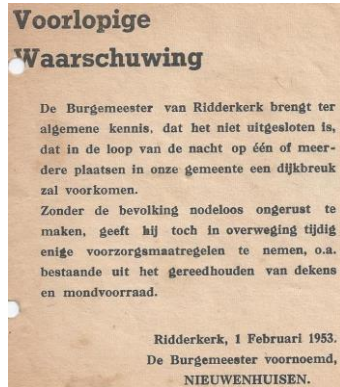 Voorlopige
Waarschuwing
De Burgemeester van Ridderkerk brengt ter
algemene kennis, dat het niet uitgesloten is,
dat in de loop van de nacht op één of meer-
dere plaatsen in onze gemeente een dijkbreuk
zal voorkomen.
Zonder de bevolking nodeloos ongerust te
maken, geeft hij toch in overweging tijdig
enige voorzorgsmaatregelen te nemen, o.a.
bestaande uit het gereedhouden van dekens
en mondvoorraad.
Ridderkerk, 1 Februari 1953.
De Burgemeester voornoemd,
NIEUWENHUISEN.